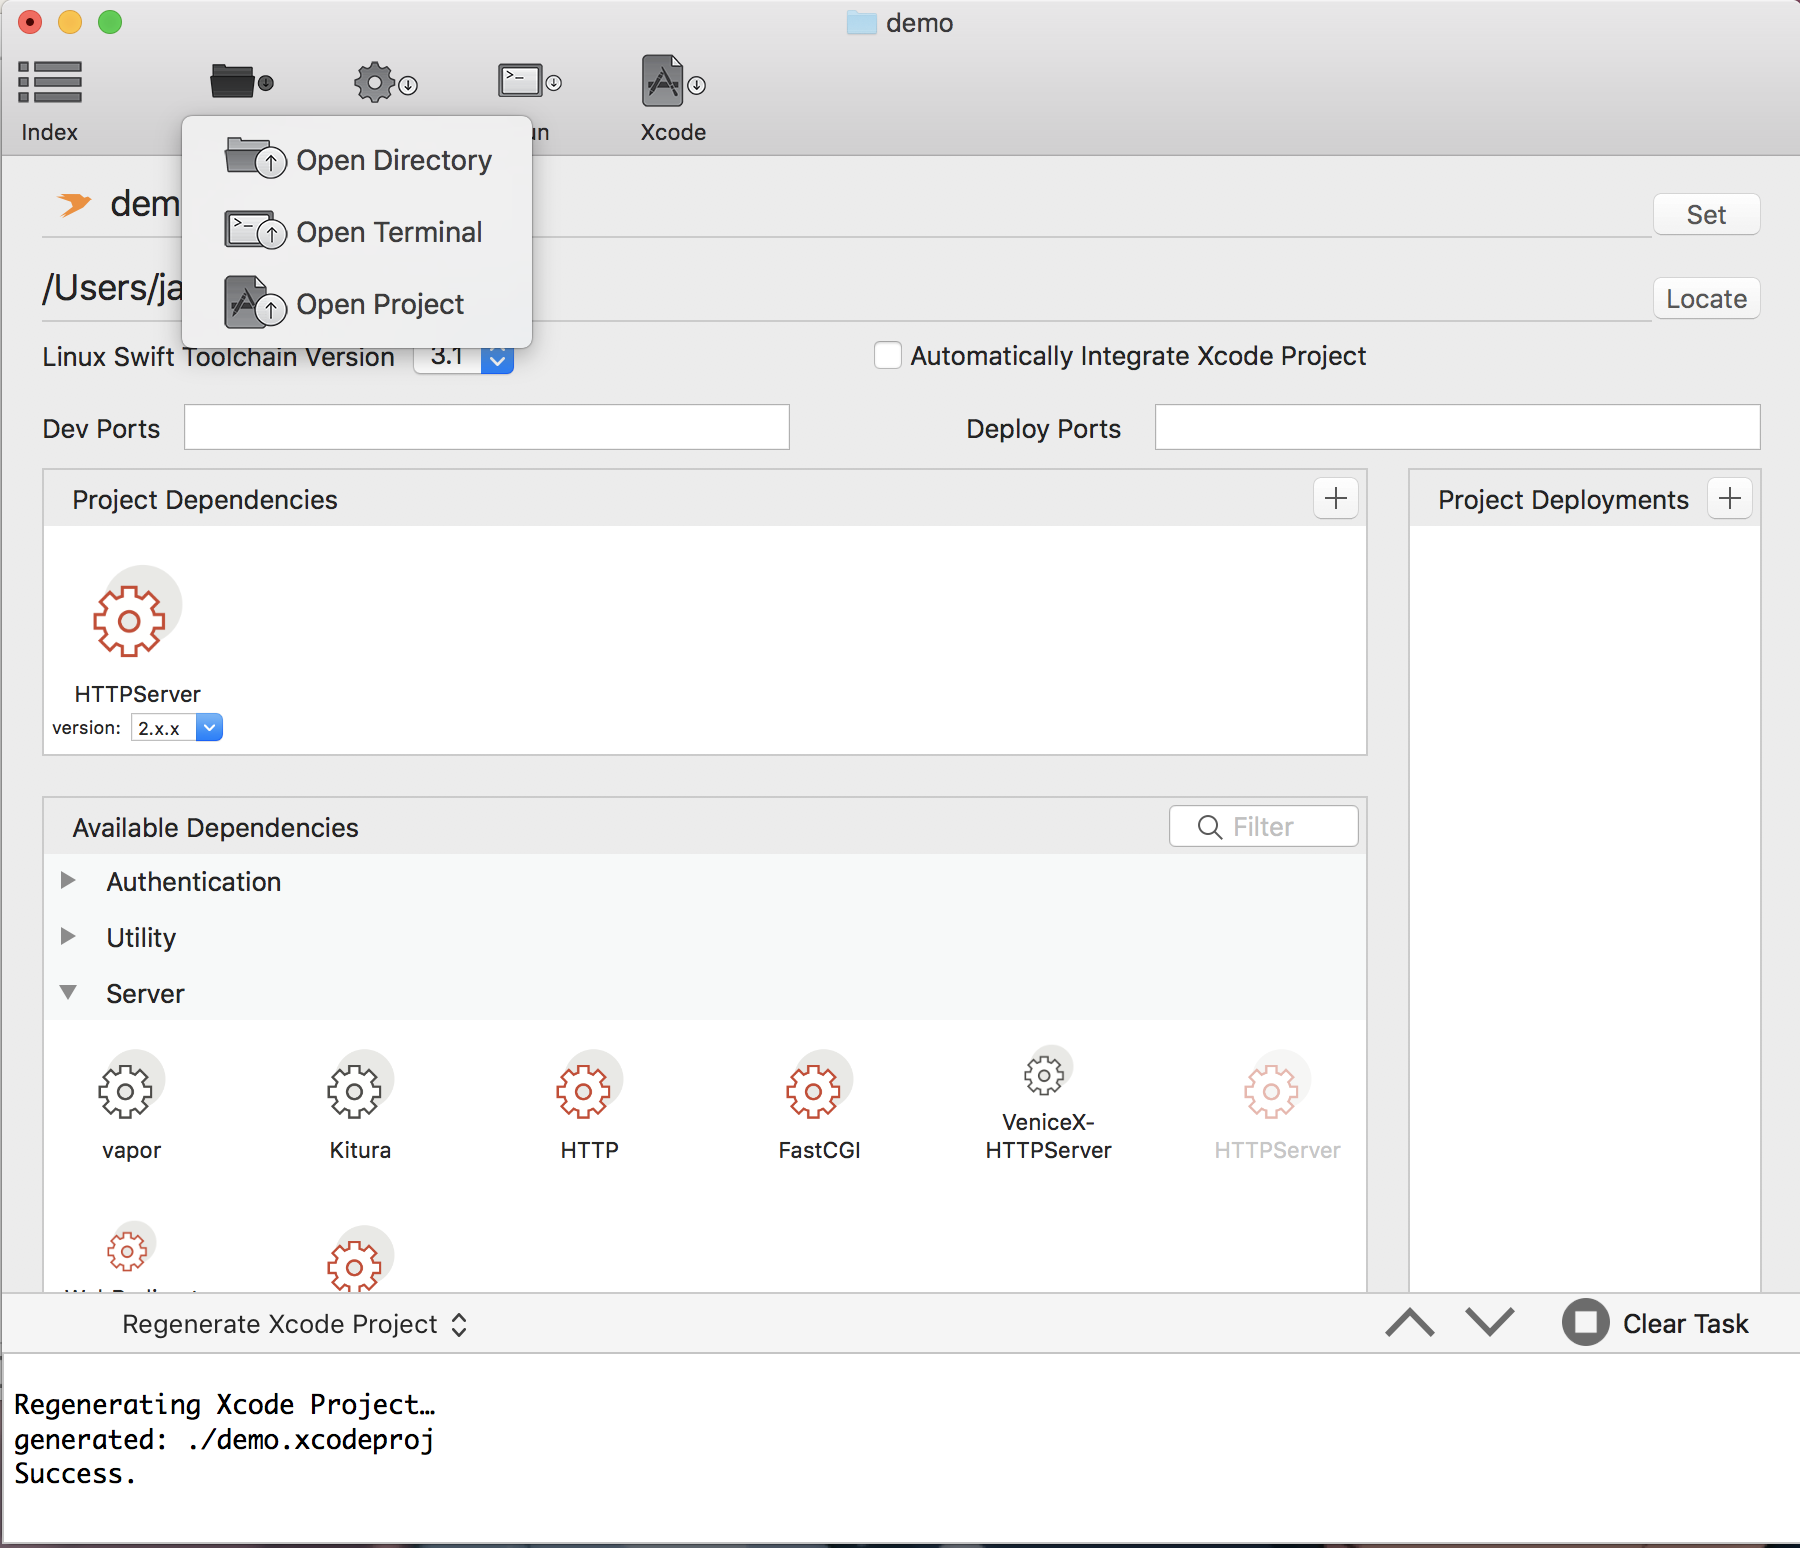 demo
Index
un
Xcode
Open Directory
Open Terminal
Open Project
dem
Set
/Users/ja
Locate
Linux Swift Toolchain Version 3.1
Automatically Integrate Xcode Project
Dev Ports
Deploy Ports
Project Dependencies
Project Deployments
HTTPServer
version: 2.x.x
Available Dependencies
Filter
Authentication
Utility
Server
vapor
Kitura
HTTP
FastCGI
VeniceX-
HTTPServer
HTTPServer
Regenerate Xcode Project
Clear Task
Regenerating Xcode Project…
generated: ./demo.xcodeproj
Success.